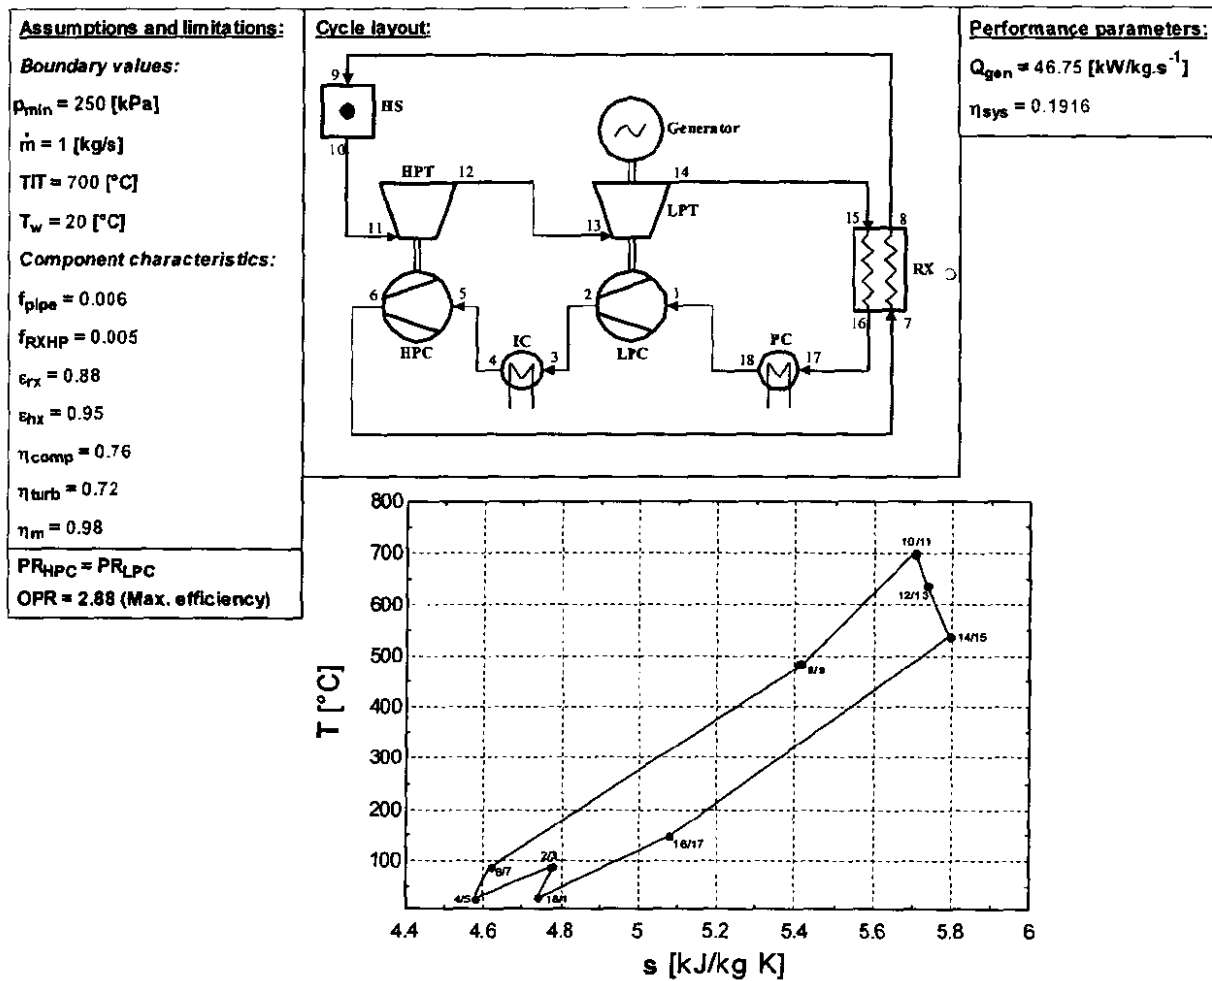 Assumptions and limitations:
Boundary values:
p_min = 250 [kPa]
ṁ = 1 [kg/s]
TIT = 700 [°C]
T_w = 20 [°C]
Component characteristics:
f_pipe = 0.006
f_RXHP = 0.005
ε_rx = 0.88
ε_hx = 0.95
η_comp = 0.76
η_turb = 0.72
η_m = 0.98
PR_HPC = PR_LPC
OPR = 2.88 (Max. efficiency)
Cycle layout:
9
HS
10
Generator
HPT
12
14
LPT
11
13
15
8
RX
6
5
2
1
16
7
HPC
IC
4
3
LPC
PC
18
17
Performance parameters:
Q_gen = 46.75 [kW/kg.s⁻¹]
η_sys = 0.1916
800
700
600
500
400
300
200
100
T [°C]
10/11
12/13
14/15
8/9
16/17
2/3
6/7
4/5
18/1
4.4
4.6
4.8
5
5.2
5.4
5.6
5.8
6
s [kJ/kg K]